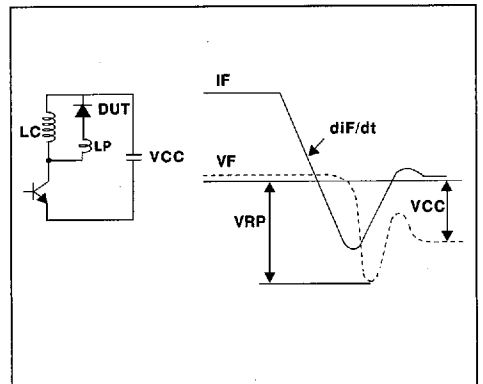 IF
DUT
diF/dt
LC
LP
VCC
VF
VRP
VCC